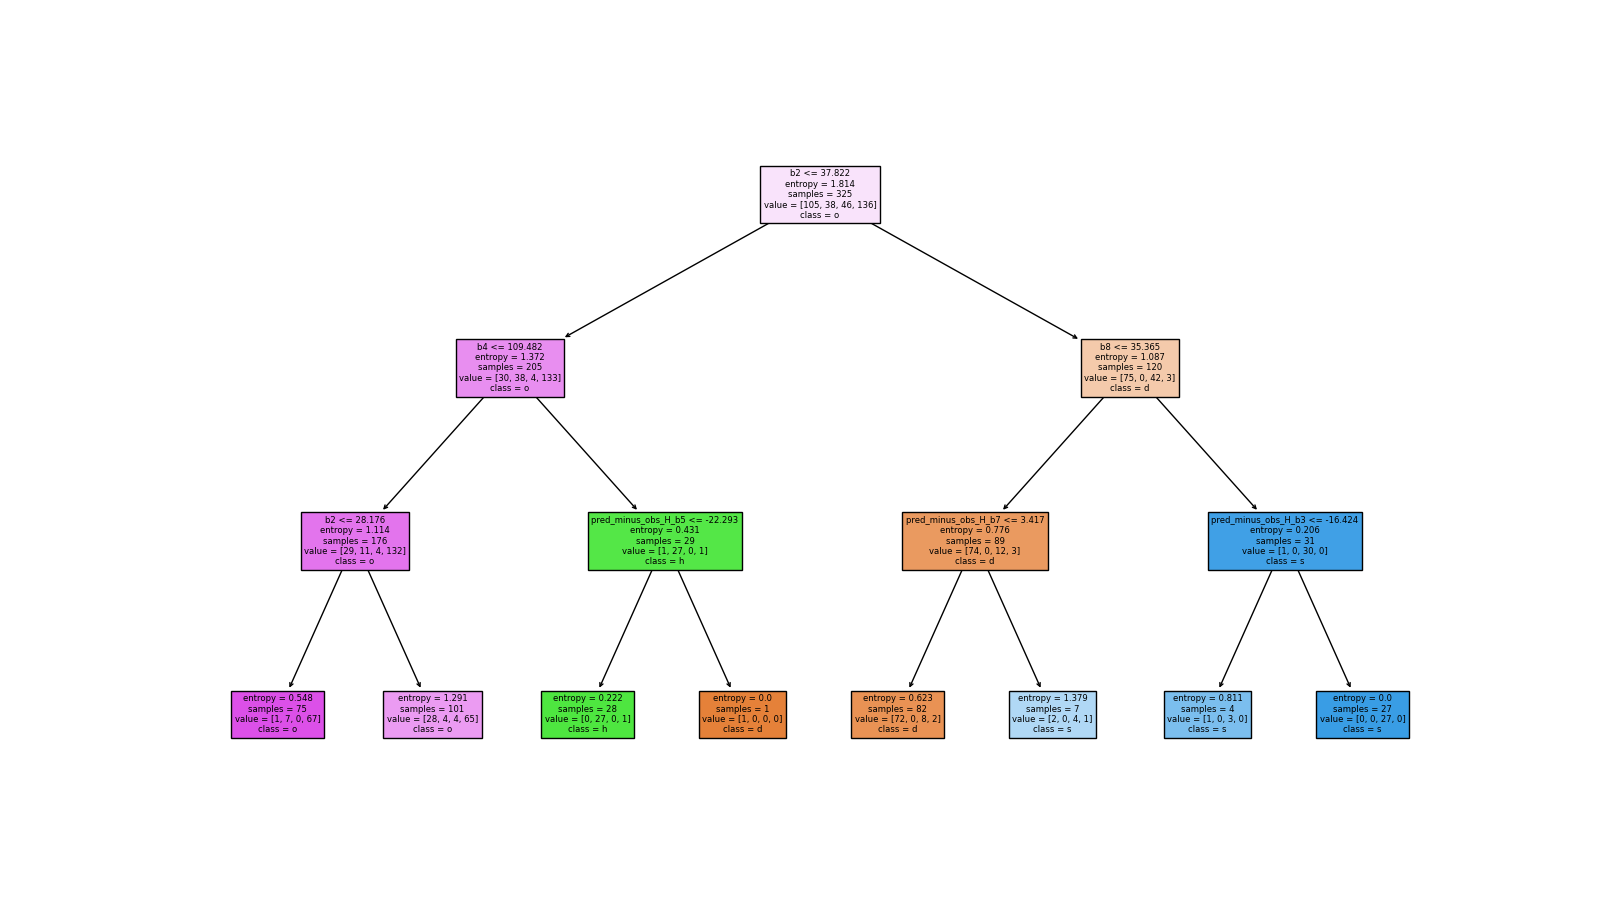 b2 <= 37.822
entropy = 1.814
samples = 325
value = [105, 38, 46, 136]
class = o
b4 <= 109.482
entropy = 1.372
samples = 205
value = [30, 38, 4, 133]
class = o
b8 <= 35.365
entropy = 1.087
samples = 120
value = [75, 0, 42, 3]
class = d
b2 <= 28.176
entropy = 1.114
samples = 176
value = [29, 11, 4, 132]
class = o
pred_minus_obs_H_b5 <= -22.293
entropy = 0.431
samples = 29
value = [1, 27, 0, 1]
class = h
pred_minus_obs_H_b7 <= 3.417
entropy = 0.776
samples = 89
value = [74, 0, 12, 3]
class = d
pred_minus_obs_H_b3 <= -16.424
entropy = 0.206
samples = 31
value = [1, 0, 30, 0]
class = s
entropy = 0.548
samples = 75
value = [1, 7, 0, 67]
class = o
entropy = 1.291
samples = 101
value = [28, 4, 4, 65]
class = o
entropy = 0.222
samples = 28
value = [0, 27, 0, 1]
class = h
entropy = 0.0
samples = 1
value = [1, 0, 0, 0]
class = d
entropy = 0.623
samples = 82
value = [72, 0, 8, 2]
class = d
entropy = 1.379
samples = 7
value = [2, 0, 4, 1]
class = s
entropy = 0.811
samples = 4
value = [1, 0, 3, 0]
class = s
entropy = 0.0
samples = 27
value = [0, 0, 27, 0]
class = s